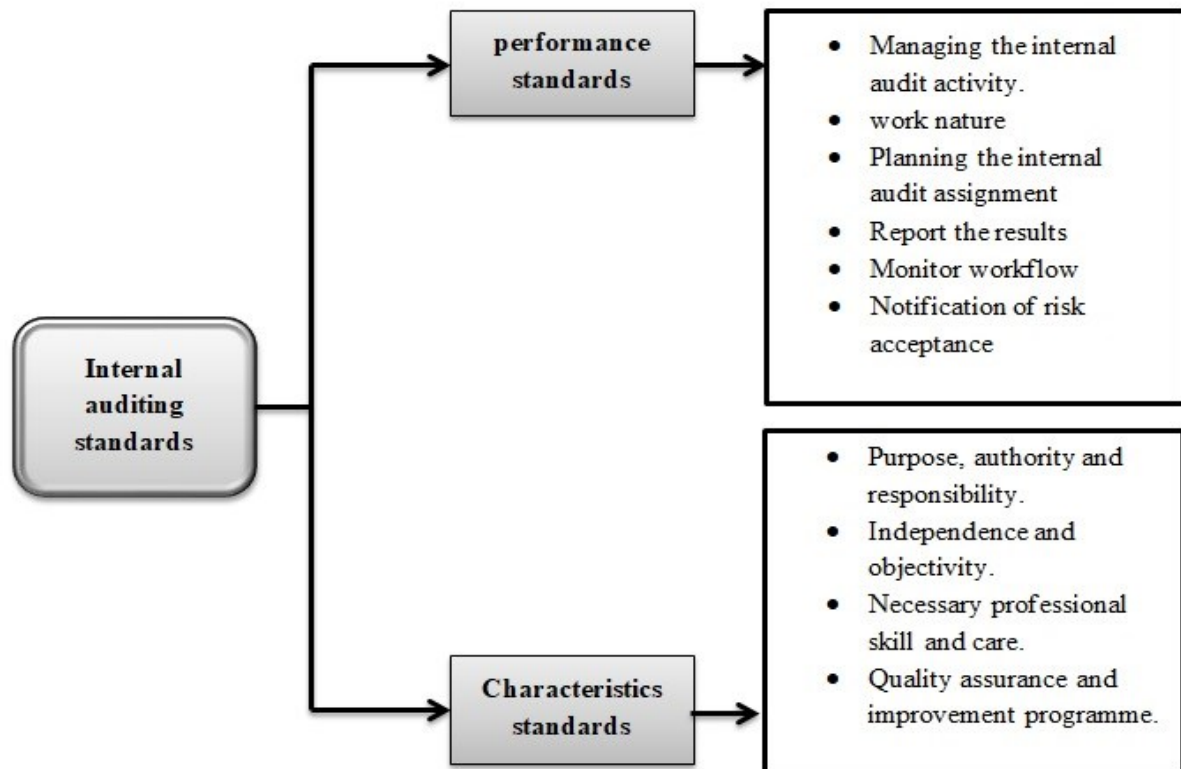 performance
standards
• Managing the internal
audit activity.
• work nature
• Planning the internal
audit assignment
• Report the results
• Monitor workflow
• Notification of risk
acceptance
Internal
auditing
standards
• Purpose, authority and
responsibility.
• Independence and
objectivity.
• Necessary professional
skill and care.
• Quality assurance and
improvement programme.
Characteristics
standards